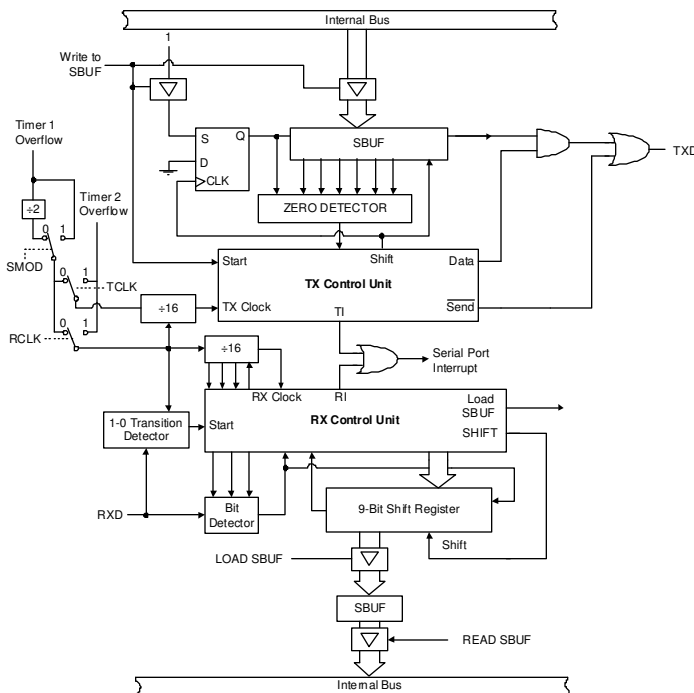 Internal Bus
1
Write to
SBUF
S
Q
D
CLK
SBUF
TXD
Timer 1
Overflow
Timer 2
Overflow
÷2
0
1
SMOD
ZERO DETECTOR
Shift
Start
Data
TX Control Unit
0
1
TCLK
÷16
TX Clock
TI
Send
RCLK
0
1
÷16
Serial Port
Interrupt
RX Clock
RI
Load
SBUF
1-0 Transition
Detector
Start
RX Control Unit
SHIFT
RXD
Bit
Detector
9-Bit Shift Register
Shift
LOAD SBUF
SBUF
READ SBUF
Internal Bus